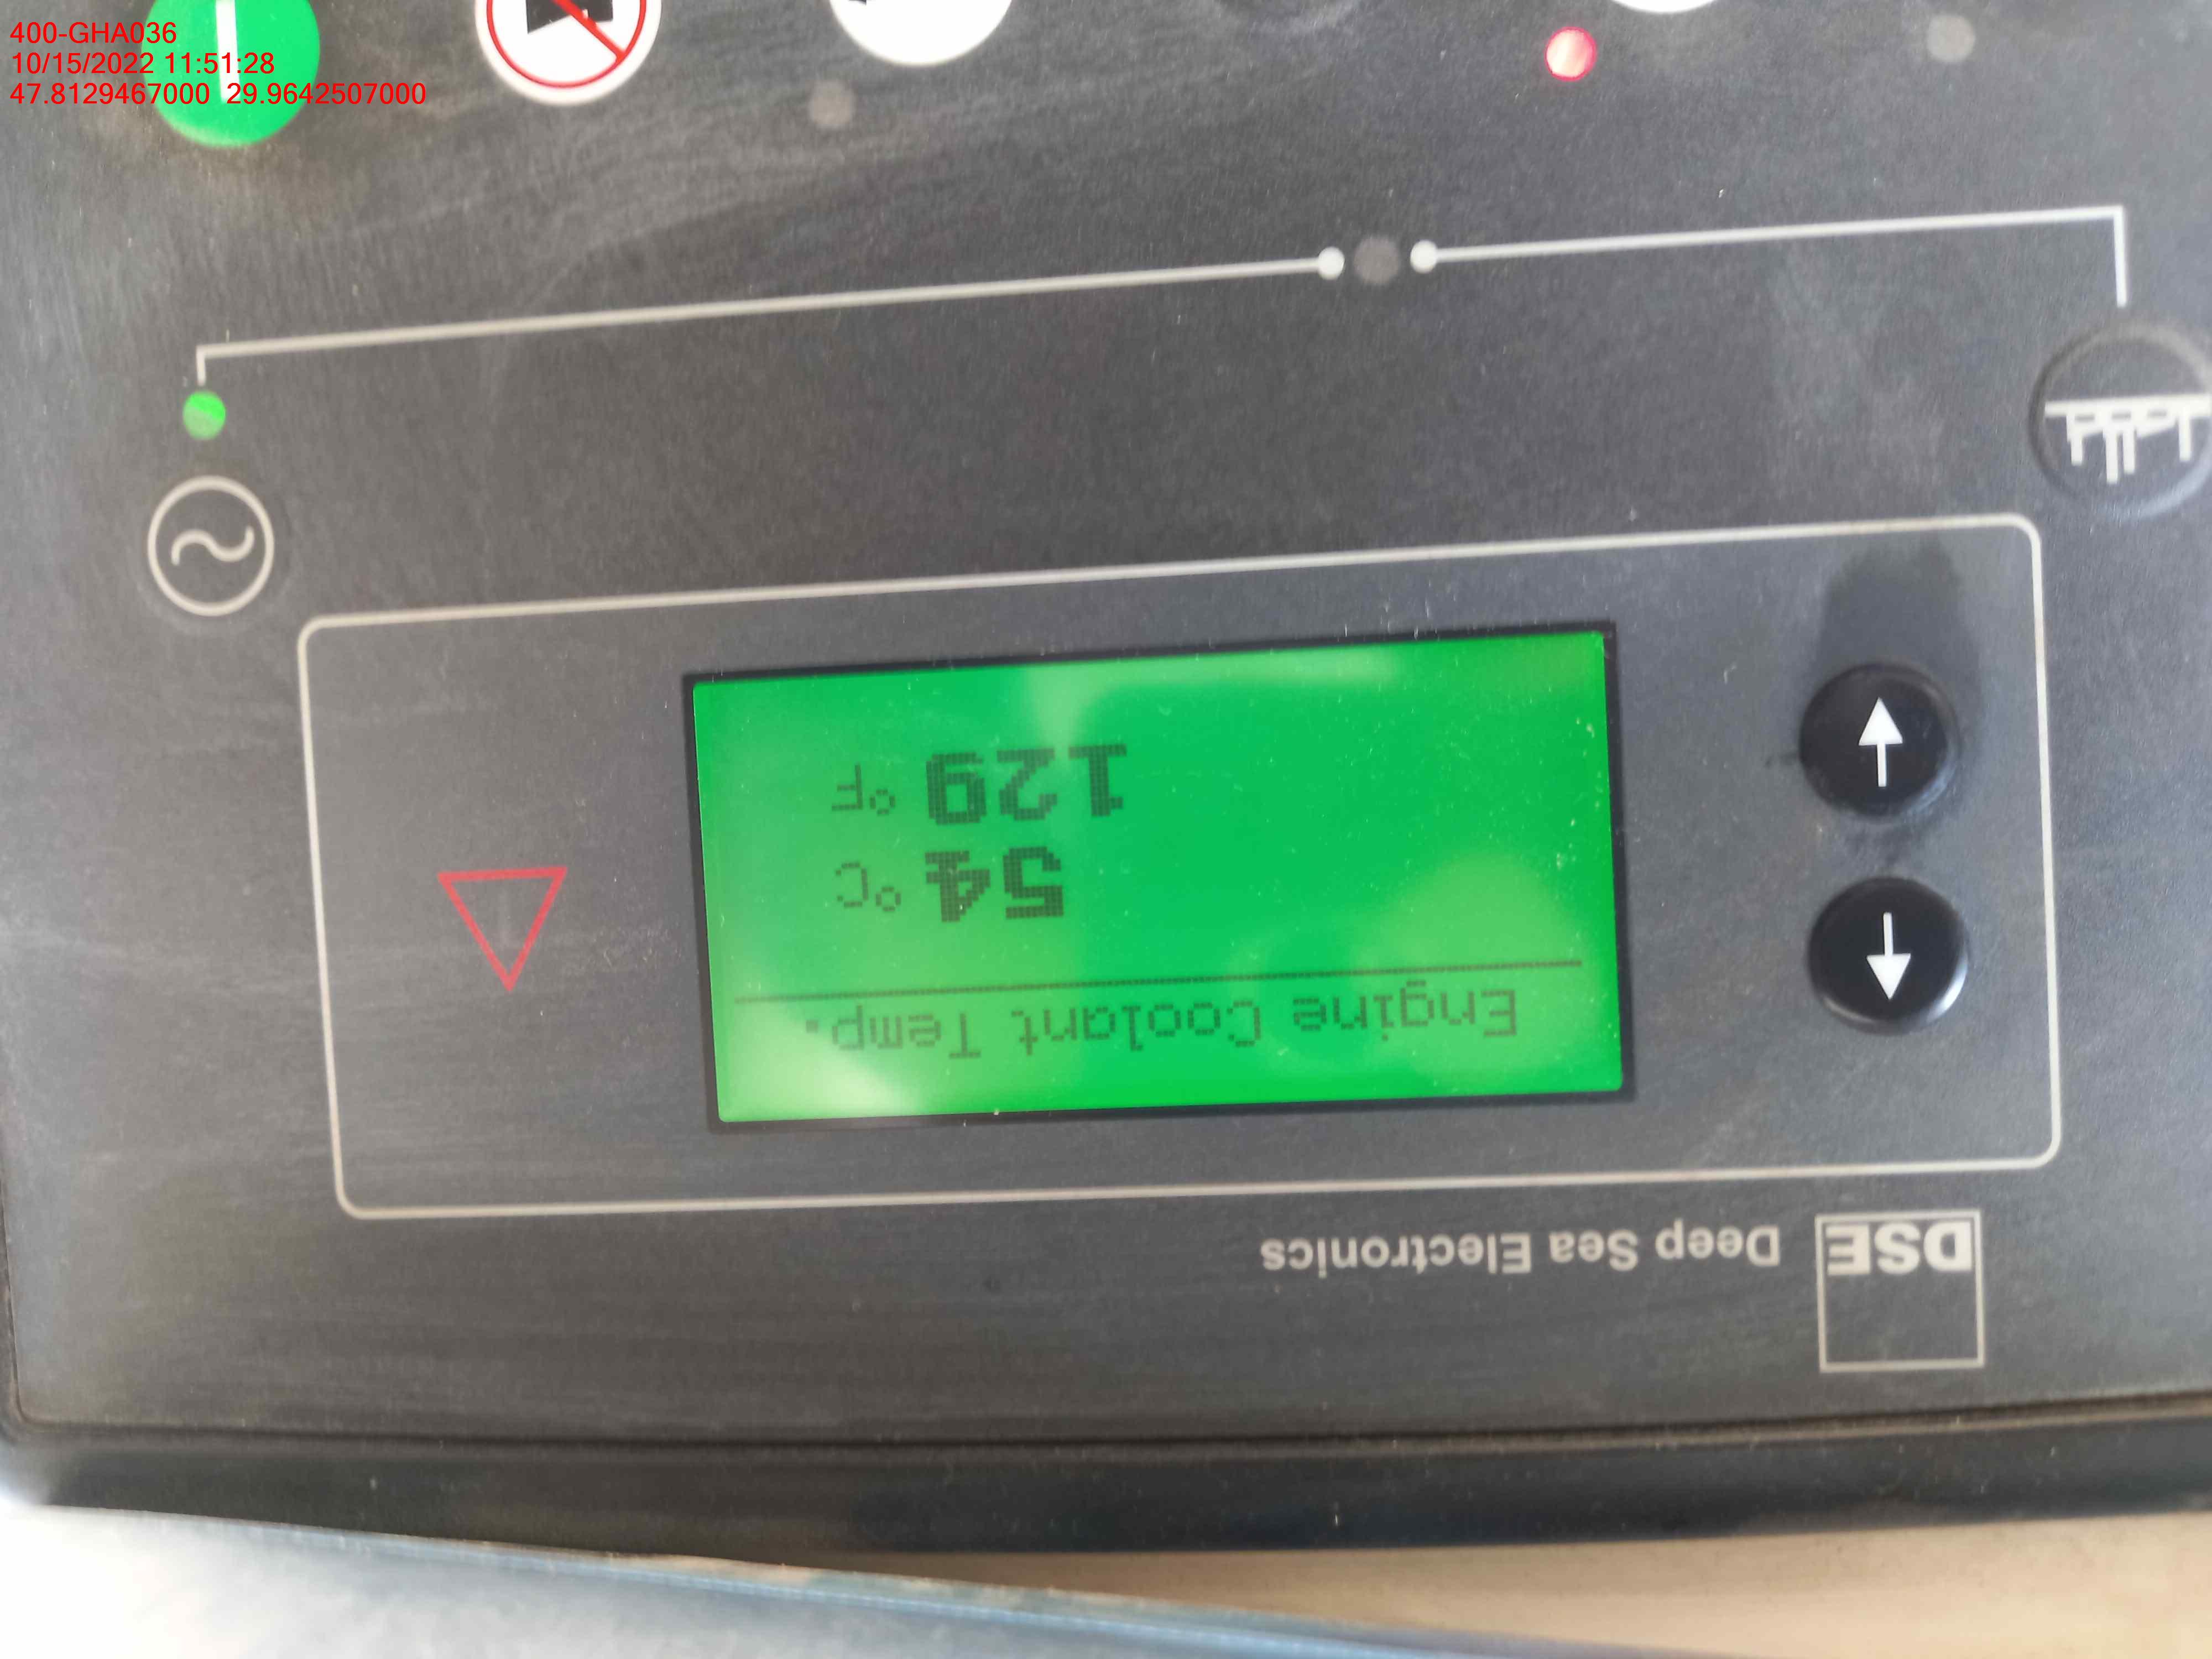 400-GHA036
10/15/2022 11:51:28
47.8129467000 29.9642507000
DSE Deep Sea Electronics
Engine Coolant Temp.
54 °C
129 °F